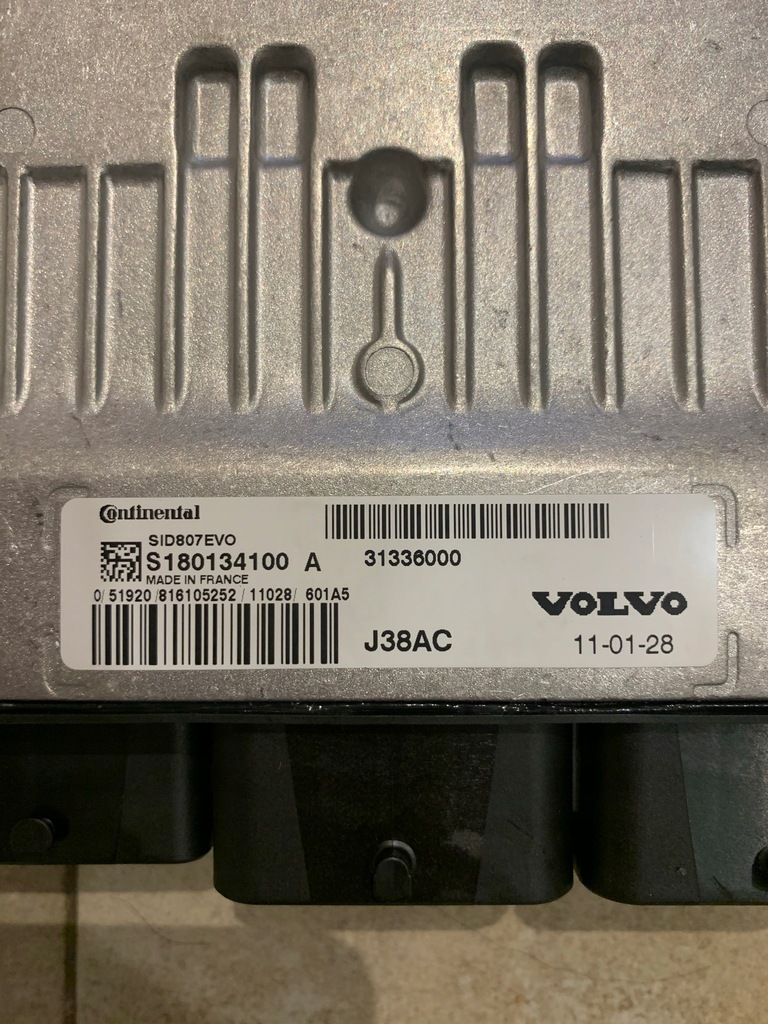 Continental
SID807EVO
S180134100 A
MADE IN FRANCE
0/ 51920 /816105252 /11028/ 601A5
31336000
VOLVO
J38AC
11-01-28